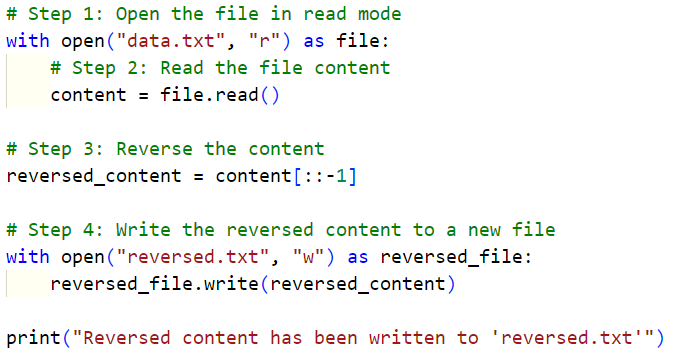 # Step 1: Open the file in read mode
with open("data.txt", "r") as file:
    # Step 2: Read the file content
    content = file.read()

# Step 3: Reverse the content
reversed_content = content[::-1]

# Step 4: Write the reversed content to a new file
with open("reversed.txt", "w") as reversed_file:
    reversed_file.write(reversed_content)

print("Reversed content has been written to 'reversed.txt'")